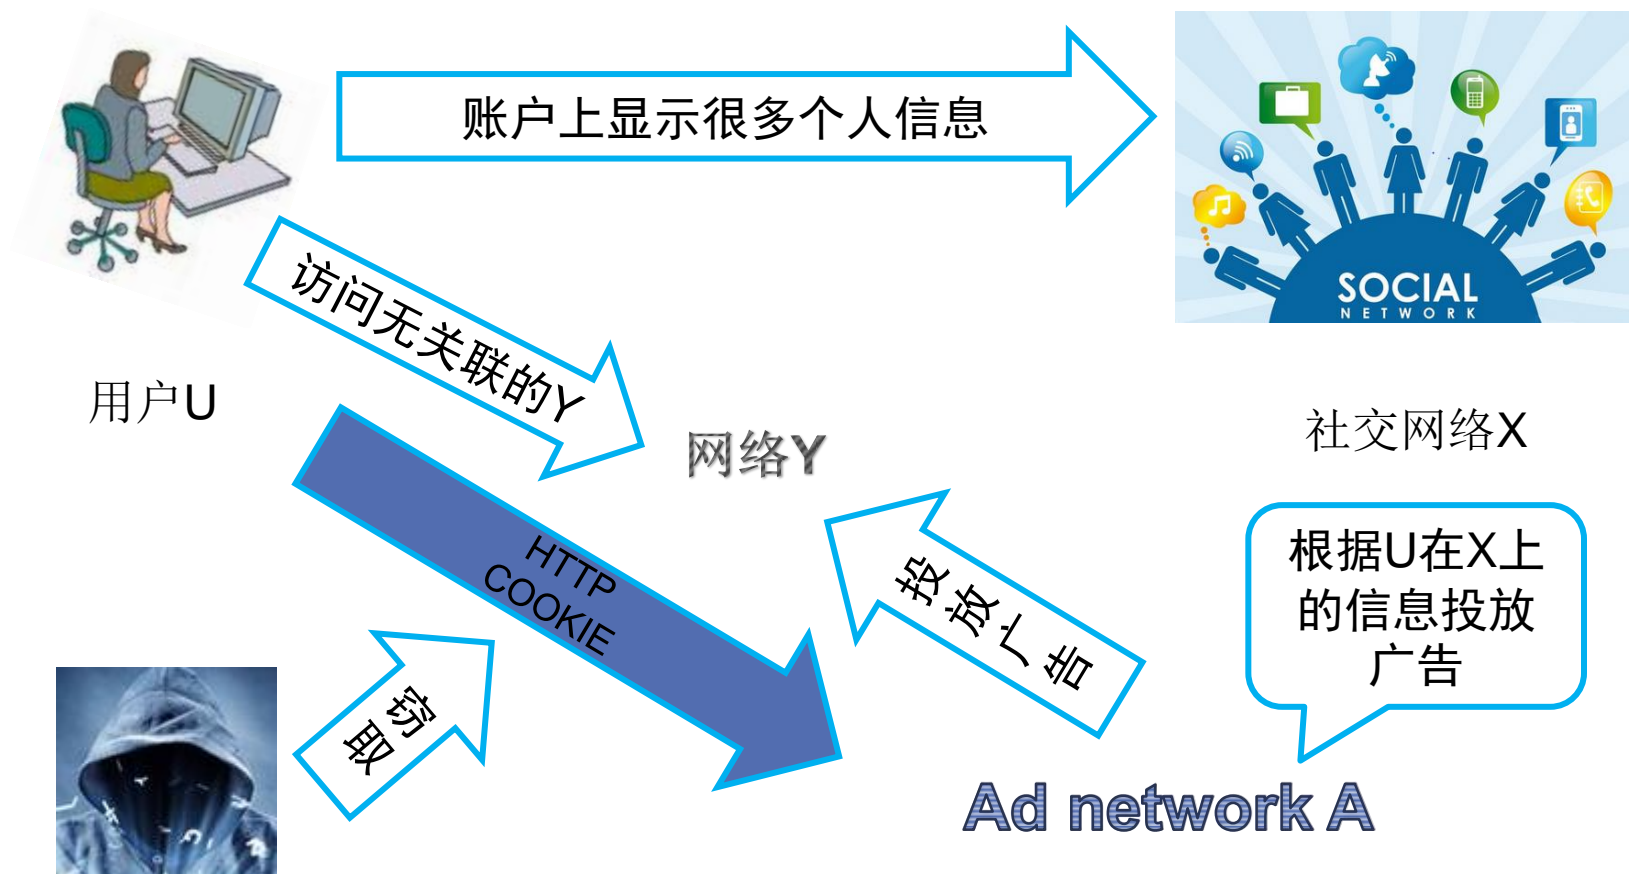 账户上显示很多个人信息
SOCIAL
NETWORK
访问无关联的Y
用户U
网络Y
社交网络X
HTTP
COOKIE
投放广告
根据U在X上
的信息投放
广告
窃
取
Ad network A